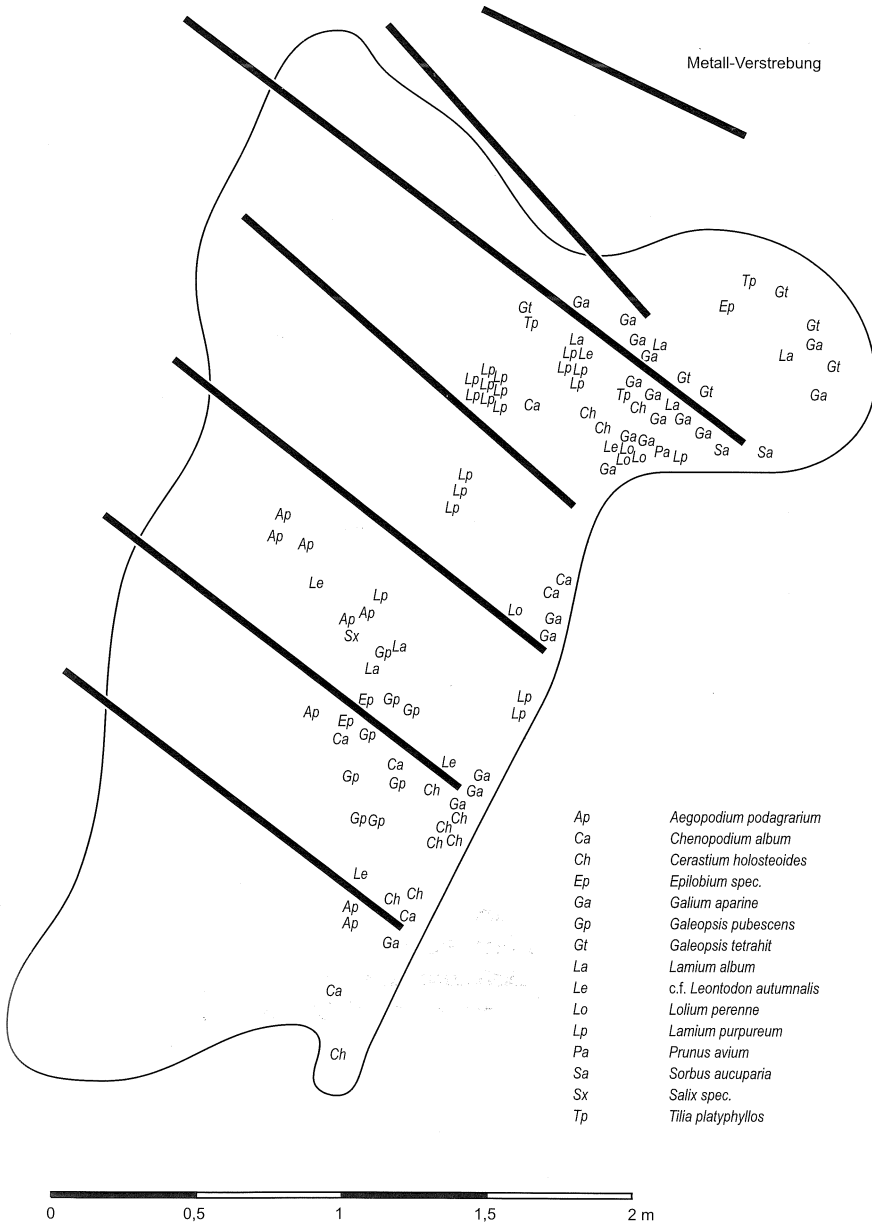 Metall-Verstrebung
Tp
Gt
Ep
Ga
Gt
Tp
Ga
Gt
La
Ga La
Ga
Lp Le
Ga
La
Lp Lp
Gt
Lp
Lp
Lp Lp
Lp
Ga
Gt
Lp Lp
Tp Ga
Gt
Ga
Lp Lp
Lp
Ca
Ch La
Ch
Ga Ga
Ch
Ga Ga
Ga
Le Lo
Pa Lp
Sa
Sa
Lo Lo
Ga
Lp
Lp
Lp
Ap
Ap
Ap
Ca
Le
Lp
Ca
Ap
Ap
Lo
Ga
Sx
Ga
Gp La
La
Ep Gp
Lp
Ap
Gp
Lp
Ep
Ca Gp
Ca
Le
Gp
Gp
Ch
Ga
Ga
Ga
Gp Gp
Ch
Ch
Ch Ch
Le
Ch
Ch
Ap
Ca
Ap
Ga
Ca
Ch
Ap Aegopodium podagrarium
Ca Chenopodium album
Ch Cerastium holosteoides
Ep Epilobium spec.
Ga Galium aparine
Gp Galeopsis pubescens
Gt Galeopsis tetrahit
La Lamium album
Le c.f. Leontodon autumnalis
Lo Lolium perenne
Lp Lamium purpureum
Pa Prunus avium
Sa Sorbus aucuparia
Sx Salix spec.
Tp Tilia platyphyllos
0 0,5 1 1,5 2 m